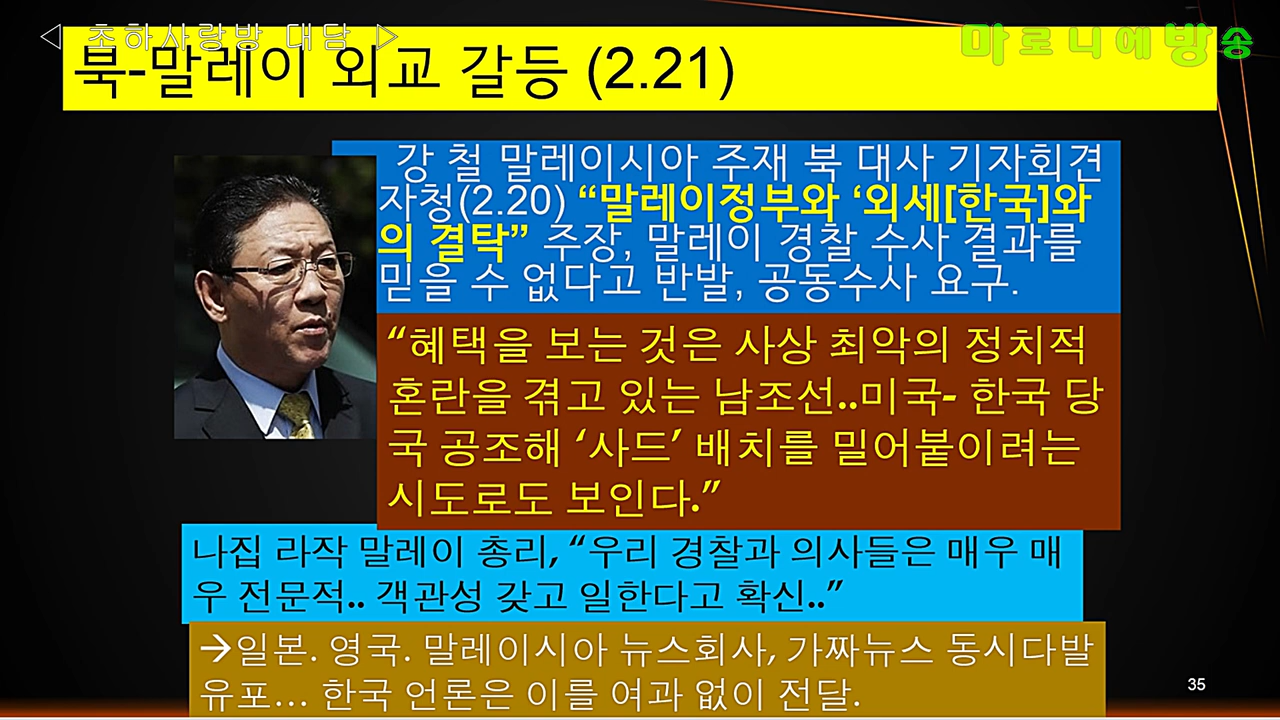 ◁ 초하사랑방 대담 ▷
마로니에방송
북-말레이 외교 갈등 (2.21)
강 철 말레이시아 주재 북 대사 기자회견
자청(2.20) “말레이정부와 ‘외세[한국]와
의 결탁” 주장, 말레이 경찰 수사 결과를
믿을 수 없다고 반발, 공동수사 요구.
“혜택을 보는 것은 사상 최악의 정치적
혼란을 겪고 있는 남조선..미국- 한국 당
국 공조해 ‘사드’ 배치를 밀어붙이려는
시도로도 보인다.”
나집 라작 말레이 총리, “우리 경찰과 의사들은 매우 매
우 전문적.. 객관성 갖고 일한다고 확신..”
→일본. 영국. 말레이시아 뉴스회사, 가짜뉴스 동시다발
유포... 한국 언론은 이를 여과 없이 전달.
35